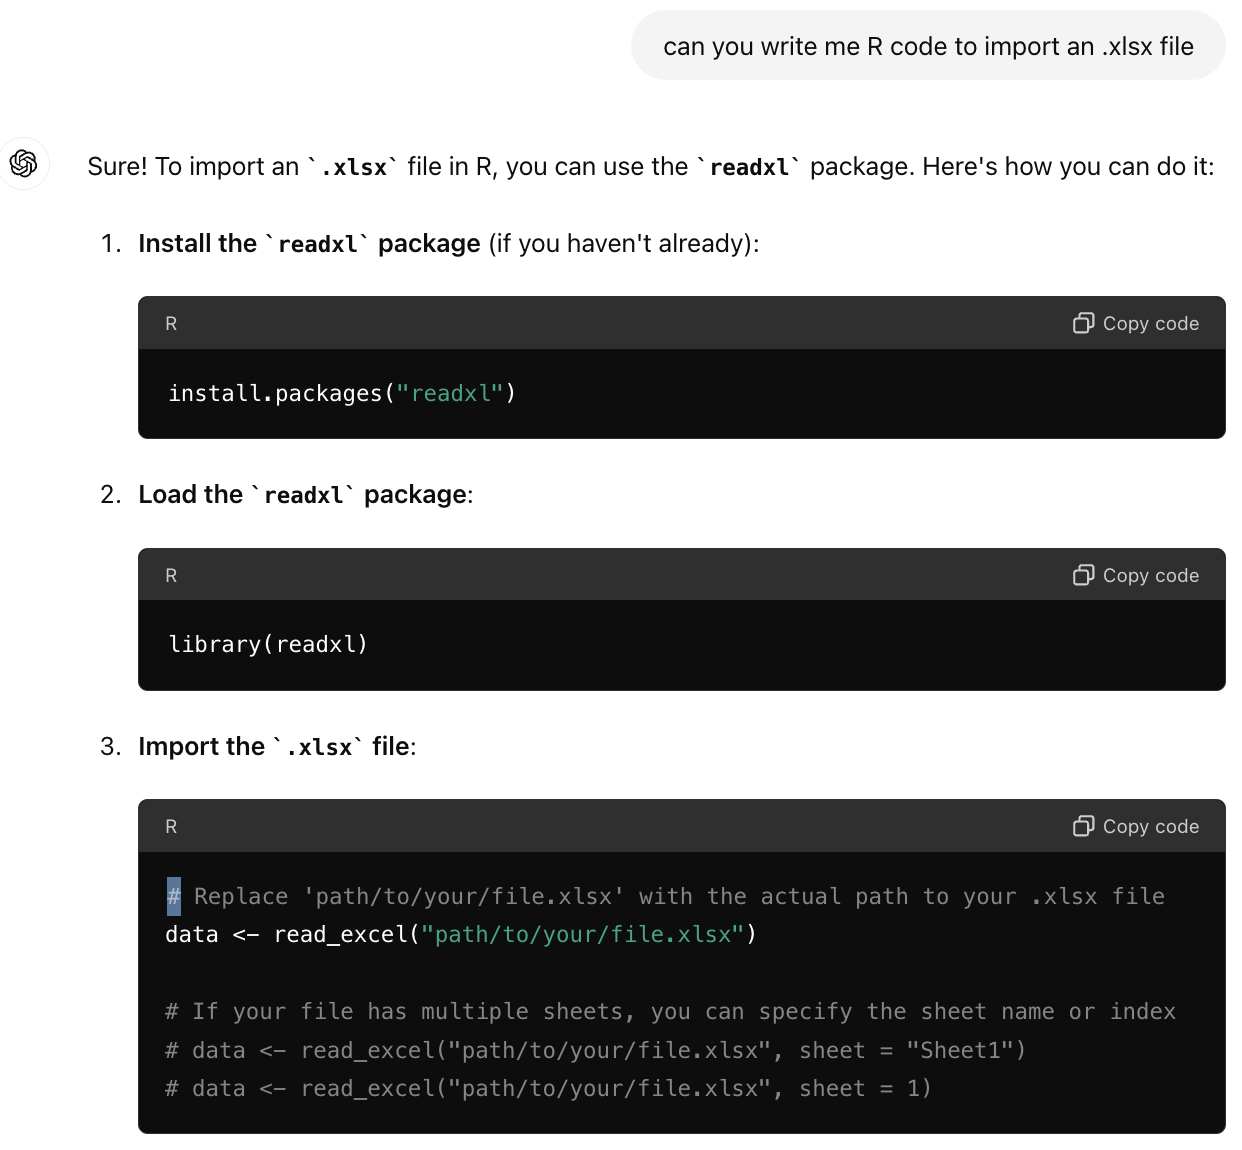 can you write me R code to import an .xlsx file
Sure! To import an `.xlsx` file in R, you can use the `readxl` package. Here's how you can do it:
1. Install the `readxl` package (if you haven't already):
R Copy code
install.packages("readxl")
2. Load the `readxl` package:
R Copy code
library(readxl)
3. Import the `.xlsx` file:
R Copy code
# Replace 'path/to/your/file.xlsx' with the actual path to your .xlsx file
data <- read_excel("path/to/your/file.xlsx")
# If your file has multiple sheets, you can specify the sheet name or index
# data <- read_excel("path/to/your/file.xlsx", sheet = "Sheet1")
# data <- read_excel("path/to/your/file.xlsx", sheet = 1)